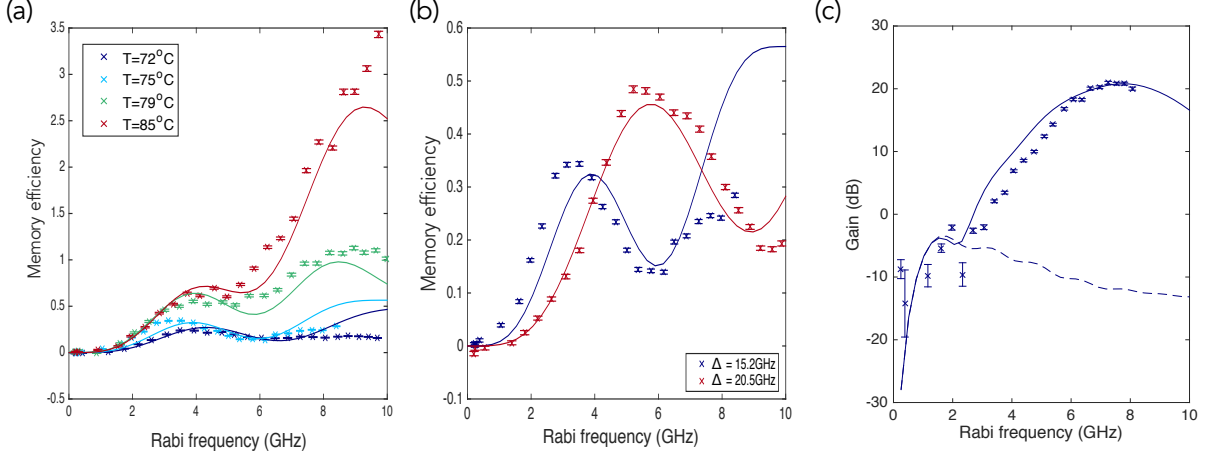 (a)
Memory efficiency
3.5
3
2.5
2
1.5
1
0.5
0
-0.5
T=72°C
T=75°C
T=79°C
T=85°C
0 2 4 6 8 10
Rabi frequency (GHz)
(b)
Memory efficiency
0.6
0.5
0.4
0.3
0.2
0.1
0
-0.1
Δ = 15.2GHz
Δ = 20.5GHz
0 2 4 6 8 10
Rabi frequency (GHz)
(c)
Gain (dB)
30
20
10
0
-10
-20
-30
0 2 4 6 8 10
Rabi frequency (GHz)